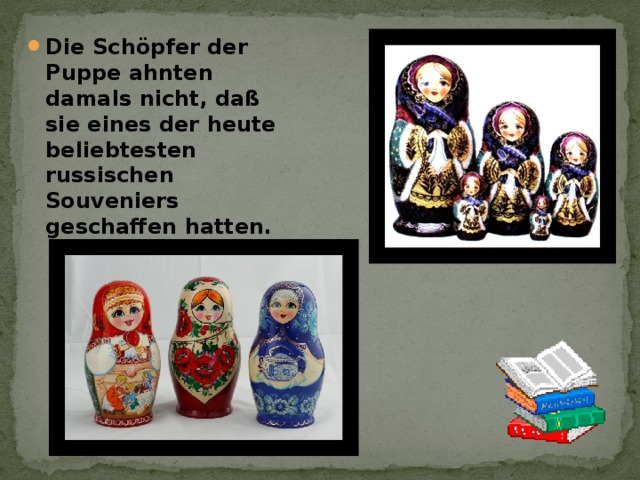 Die Schöpfer der
Puppe ahnten
damals nicht, daß
sie eines der heute
beliebtesten
russischen
Souveniers
geschaffen hatten.